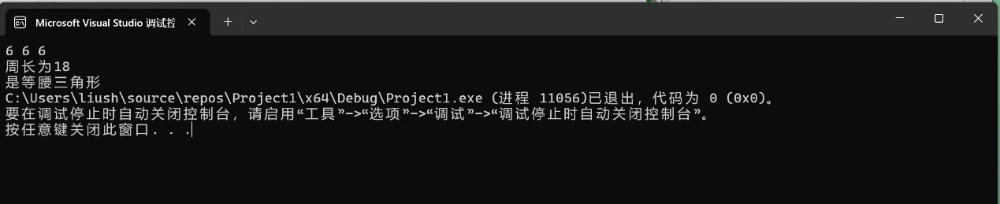 Microsoft Visual Studio 调试控
6 6 6
周长为18
是等腰三角形
C:\Users\liush\source\repos\Project1\x64\Debug\Project1.exe (进程 11056)已退出，代码为 0 (0x0)。
要在调试停止时自动关闭控制台，请启用“工具”->“选项”->“调试”->“调试停止时自动关闭控制台”。
按任意键关闭此窗口. . .